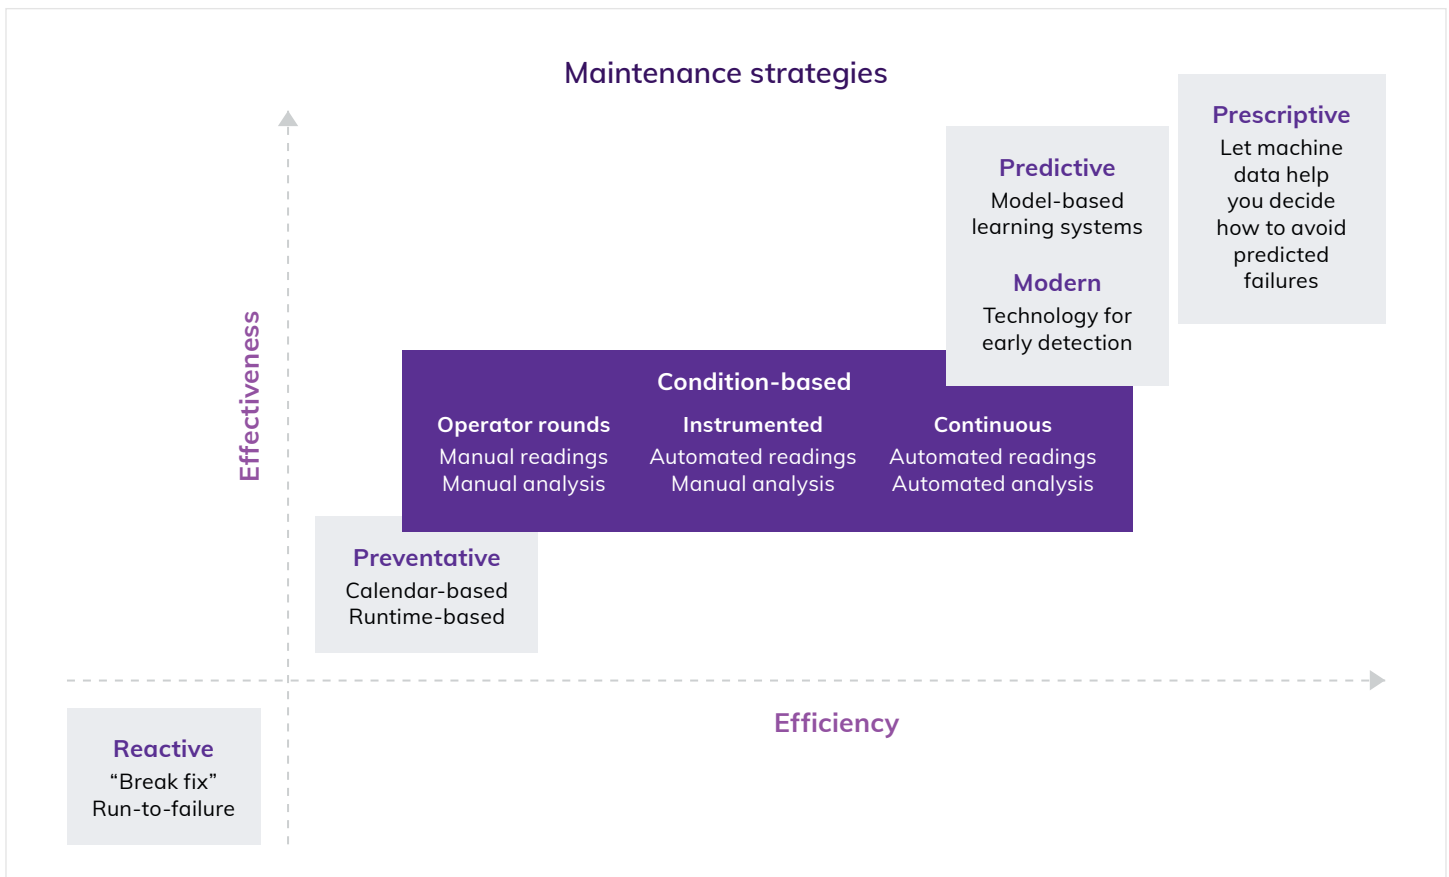 Maintenance strategies
Prescriptive
Let machine
data help
you decide
how to avoid
predicted
failures
Predictive
Model-based
learning systems
Modern
Technology for
early detection
Effectiveness
Condition-based
Operator rounds
Manual readings
Manual analysis
Instrumented
Automated readings
Manual analysis
Continuous
Automated readings
Automated analysis
Preventative
Calendar-based
Runtime-based
Efficiency
Reactive
“Break fix”
Run-to-failure